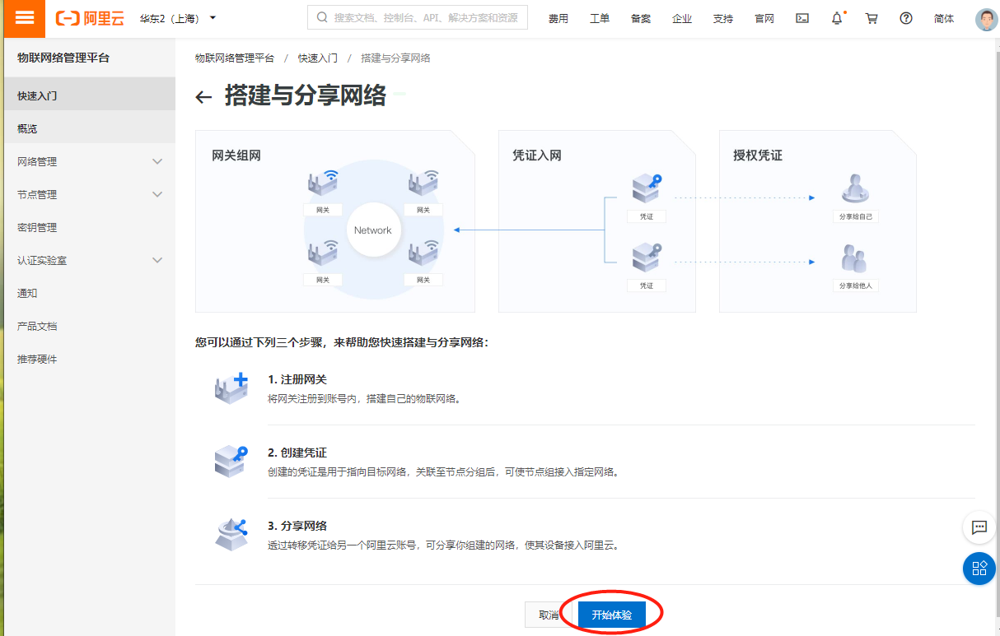 阿里云
华东2（上海）
搜索文档、控制台、API、解决方案和资源
费用
工单
备案
企业
支持
官网
简体
物联网络管理平台
快速入门
概览
网络管理
节点管理
密钥管理
认证实验室
通知
产品文档
推荐硬件
物联网络管理平台 / 快速入门 / 搭建与分享网络
搭建与分享网络
网关组网
网关
网关
Network
网关
网关
凭证入网
凭证
凭证
授权凭证
分享给自己
分享给他人
您可以通过下列三个步骤，来帮助您快速搭建与分享网络：
1. 注册网关
将网关注册到账号内，搭建自己的物联网络。
2. 创建凭证
创建的凭证是用于指向目标网络，关联至节点分组后，可使节点组接入指定网络。
3. 分享网络
透过转移凭证给另一个阿里云账号，可分享你组建的网络，使其设备接入阿里云。
取消
开始体验